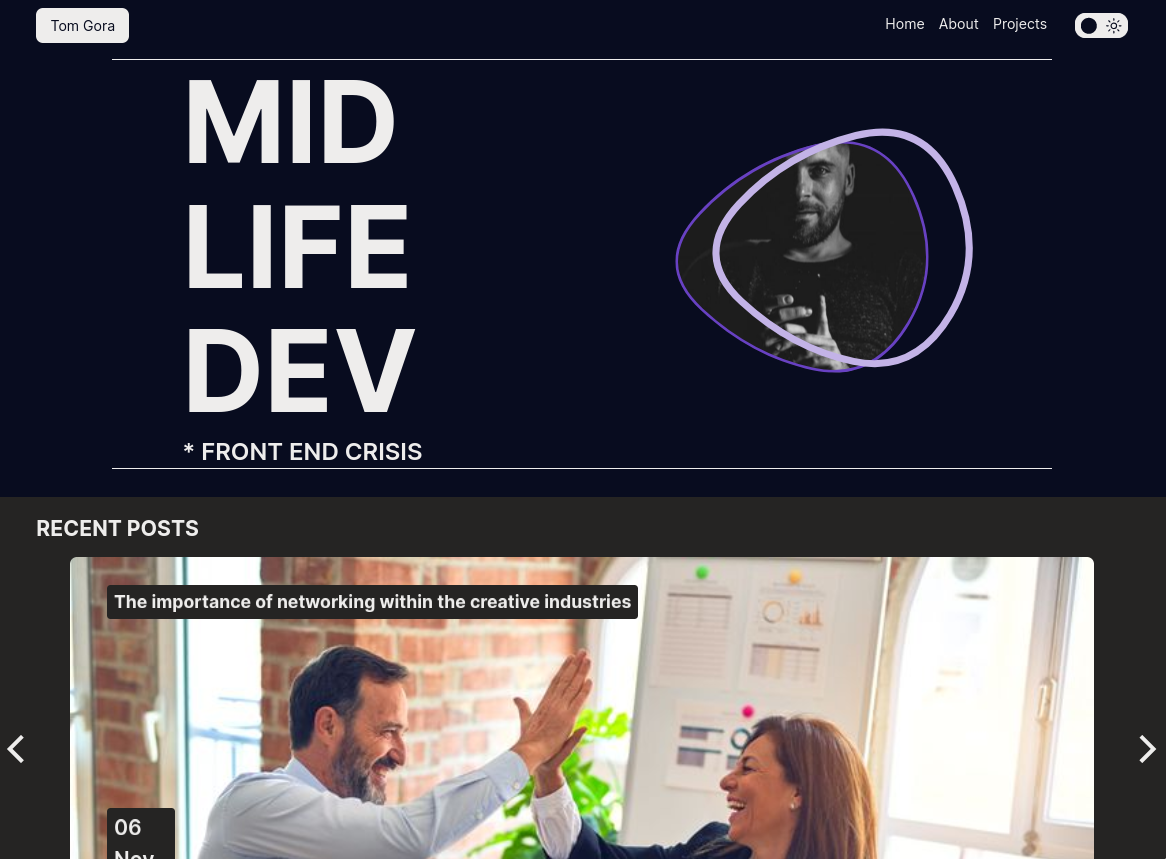 Tom Gora
Home About Projects
MID
LIFE
DEV
* FRONT END CRISIS
RECENT POSTS
The importance of networking within the creative industries
06
Nov